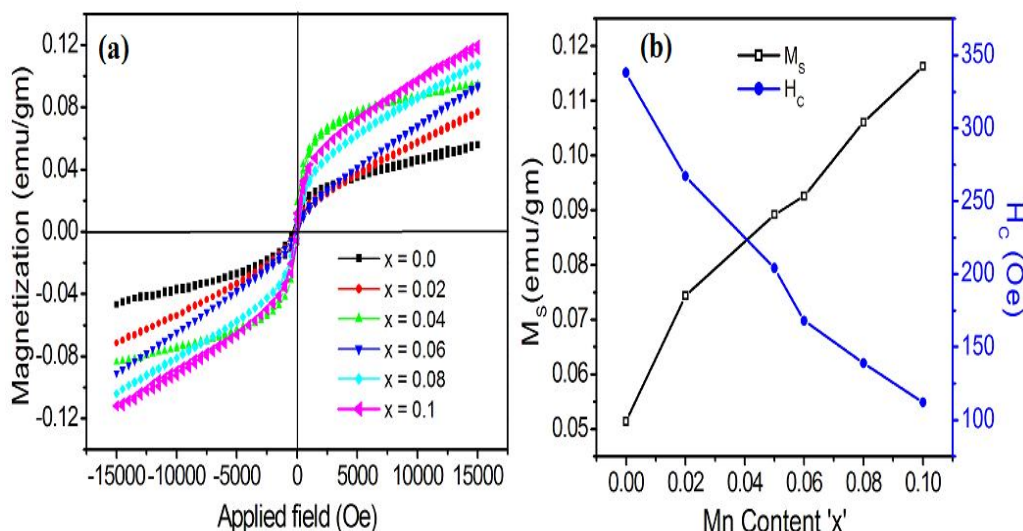 (a)
Magnetization (emu/gm)
0.12
0.08
0.04
0.00
-0.04
-0.08
-0.12
χ = 0.0
χ = 0.02
χ = 0.04
χ = 0.06
χ = 0.08
χ = 0.1
-15000 -10000 -5000 0 5000 10000 15000
Applied field (Oe)
(b)
Ms
Hc
Ms(emu/gm)
0.12
0.11
0.10
0.09
0.08
0.07
0.06
0.05
350
300
250
200
150
100
Hc (Oe)
0.00 0.02 0.04 0.06 0.08 0.10
Mn Content 'x'